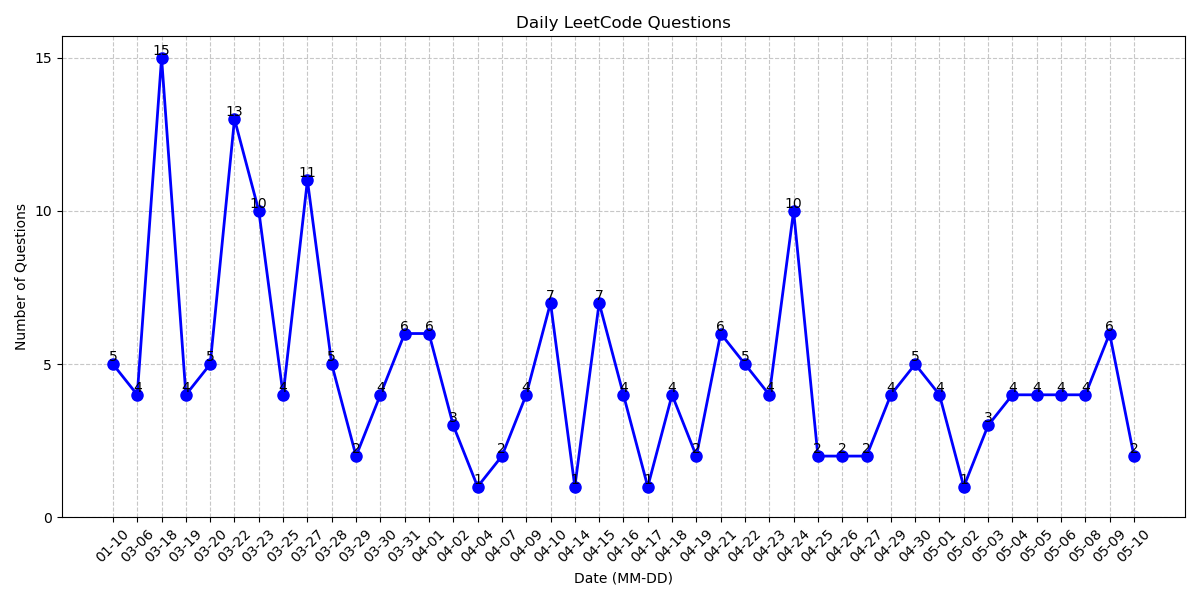 Daily LeetCode Questions
15
10
5
0
Number of Questions
5 4 15 4 5 13 10 4 11 5 2 4 6 6 3 1 2 4 7 1 7 4 1 4 2 6 5 4 10 2 2 2 4 5 4 1 3 4 4 4 4 6 2
01-10 03-06 03-18 03-19 03-20 03-22 03-23 03-25 03-27 03-28 03-29 03-30 03-31 04-01 04-02 04-04 04-07 04-09 04-10 04-14 04-15 04-16 04-17 04-18 04-19 04-21 04-22 04-23 04-24 04-25 04-26 04-27 04-29 04-30 05-01 05-02 05-03 05-04 05-05 05-06 05-08 05-09 05-10
Date (MM-DD)